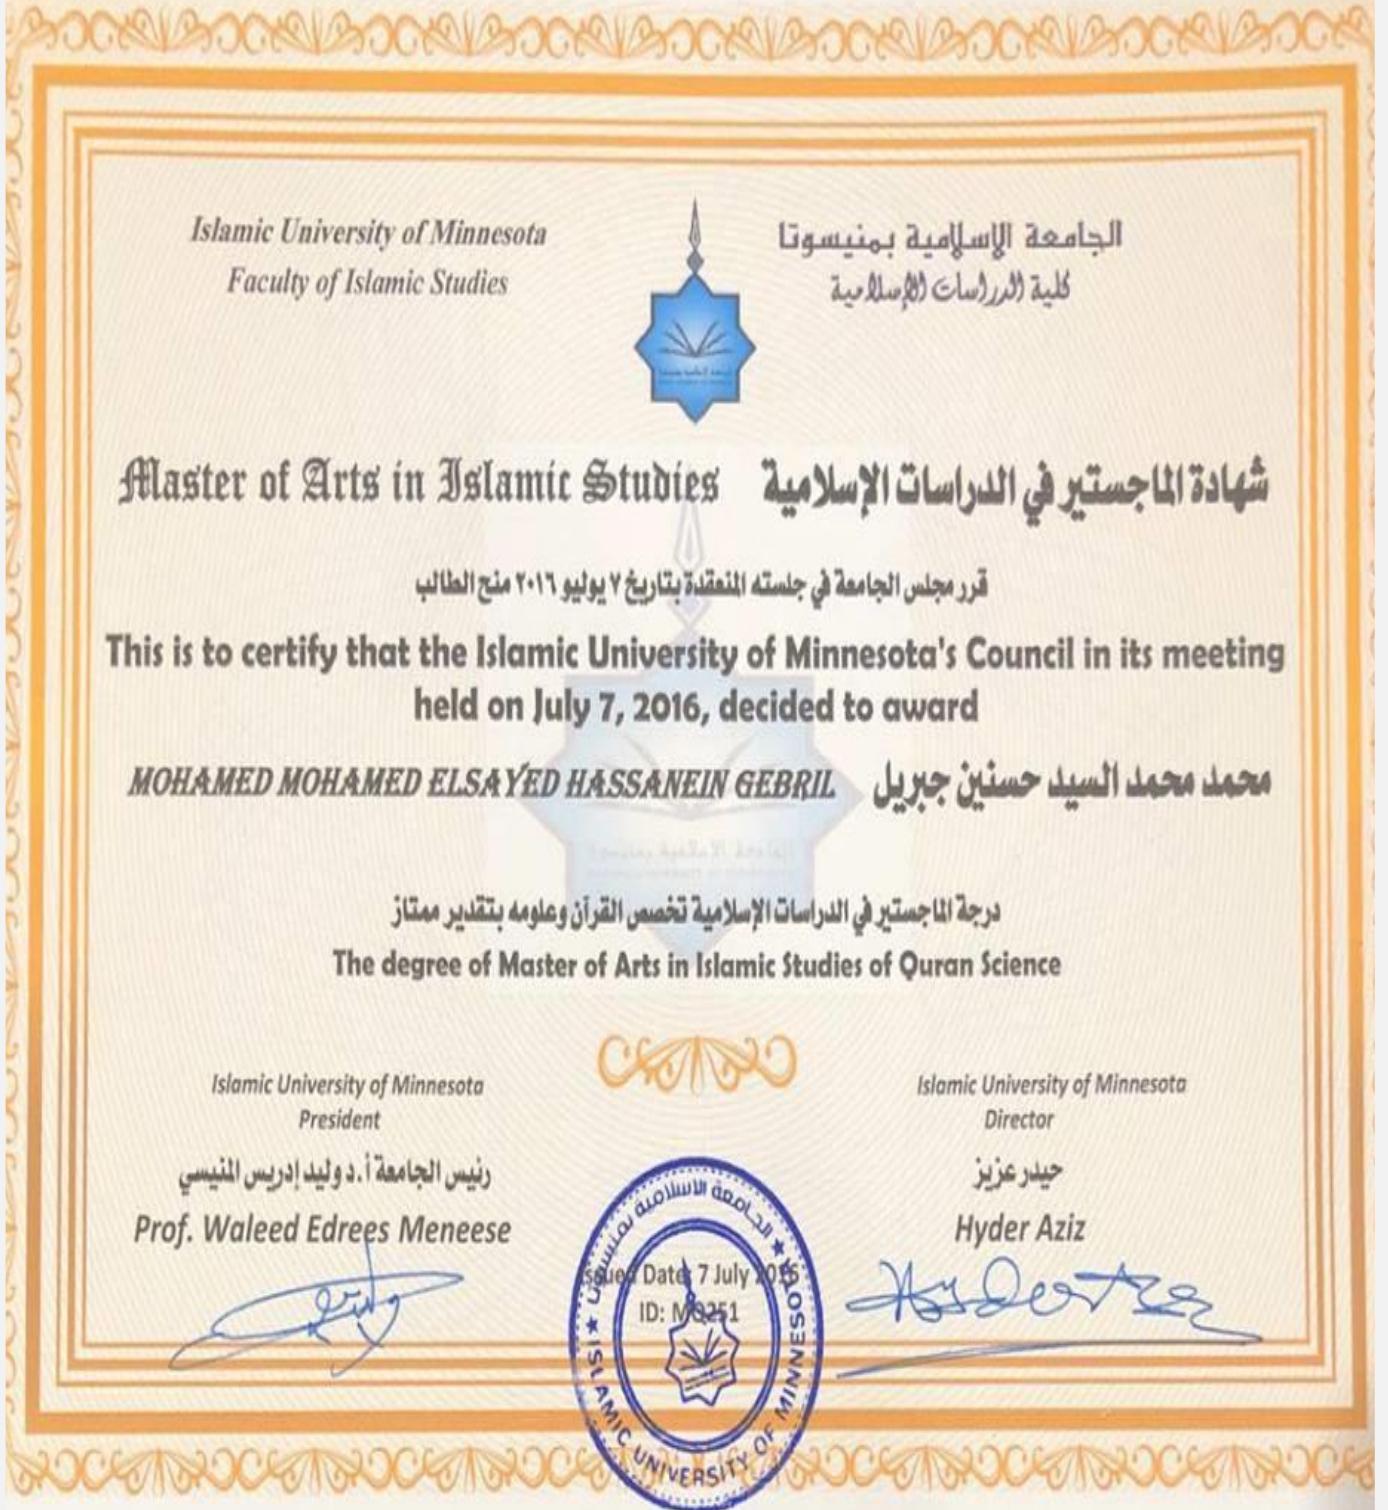 Islamic University of Minnesota
الجامعة الإسلامية بمنيسوتا
Faculty of Islamic Studies
كلية الدراسات الإسلامية
Master of Arts in Islamic Studies
شهادة الماجستير في الدراسات الإسلامية
قرر مجلس الجامعة في جلسته المنعقدة بتاريخ ٧ يوليو ٢٠١٦ منح الطالب
This is to certify that the Islamic University of Minnesota's Council in its meeting
held on July 7, 2016, decided to award
MOHAMED MOHAMED ELSAYED HASSANEIN GEBRIL
محمد محمد السيد حسنين جبريل
درجة الماجستير في الدراسات الإسلامية تخصص القرآن وعلومه بتقدير ممتاز
The degree of Master of Arts in Islamic Studies of Quran Science
Islamic University of Minnesota
President
رئيس الجامعة أ.د وليد إدريس المنيسي
Prof. Waleed Edrees Meneese
Islamic University of Minnesota
Director
حيدر عزيز
Hyder Aziz
Issued Date: 7 July 2016
ID: MQ251
الجامعة الاسلامية بمنيسوتا
ISLAMIC UNIVERSITY OF MINNESOTA